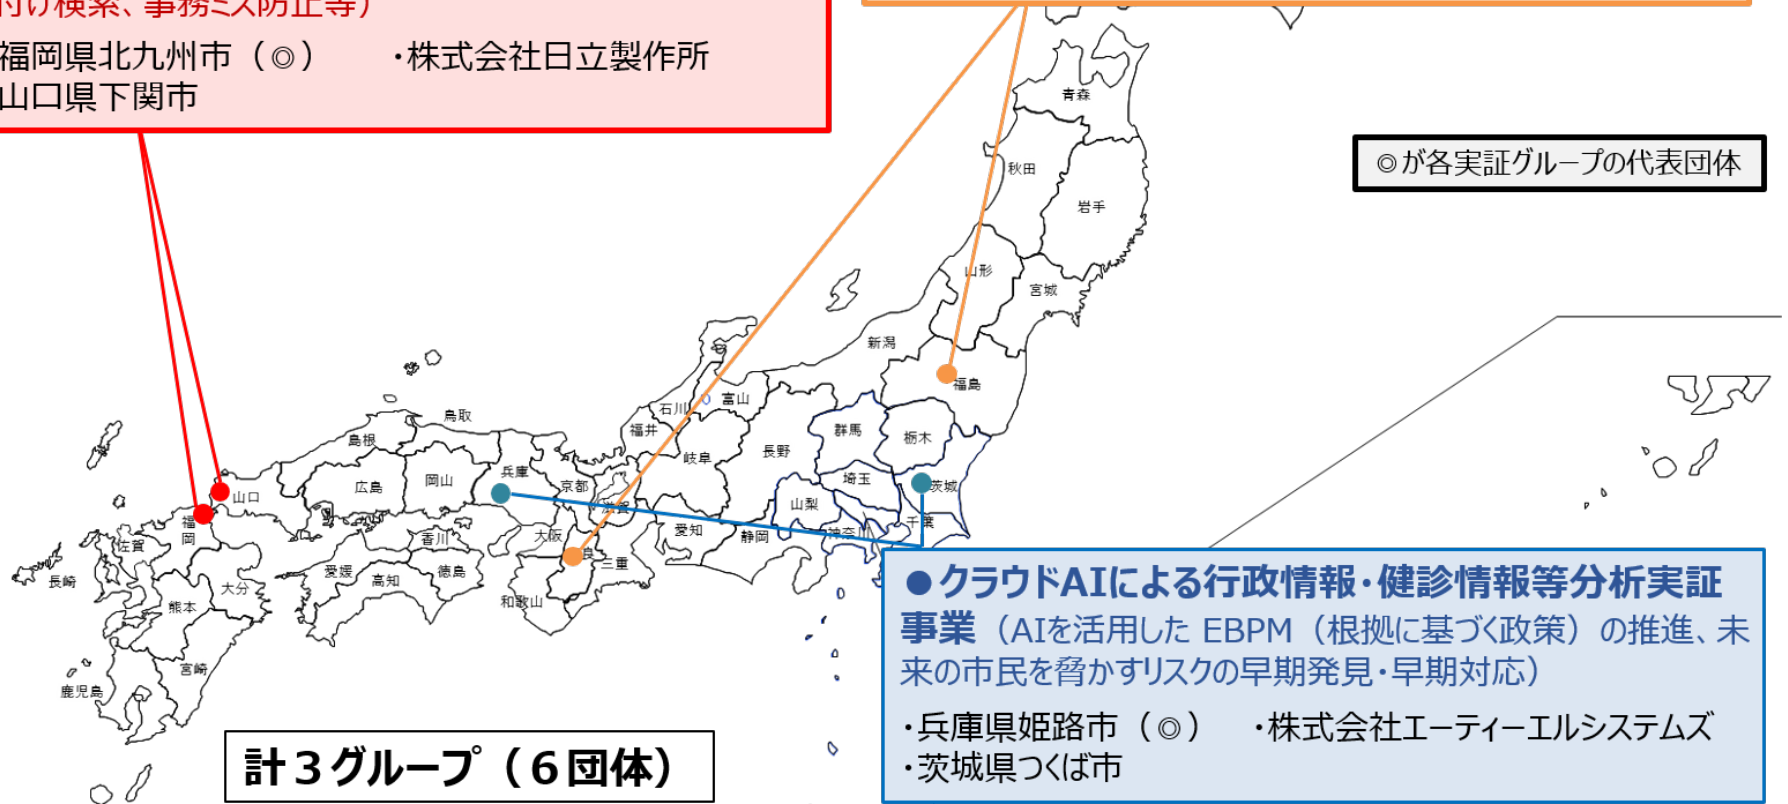 付け検索、事務ミス防止等）
福岡県北九州市（◎）　・株式会社日立製作所
山口県下関市
◎が各実証グループの代表団体
青森
秋田
岩手
山形
宮城
新潟
福島
富山
石川
福井
群馬
栃木
長野
岐阜
埼玉
茨城
山梨
千葉
神奈川
静岡
愛知
滋賀
京都
兵庫
鳥取
島根
岡山
広島
山口
大阪
良
三重
和歌山
香川
徳島
愛媛
高知
福岡
佐賀
長崎
大分
熊本
宮崎
鹿児島
●クラウドAIによる行政情報・健診情報等分析実証
事業（AIを活用した EBPM（根拠に基づく政策）の推進、未
来の市民を脅かすリスクの早期発見・早期対応）
・兵庫県姫路市（◎）　・株式会社エーティーエルシステムズ
・茨城県つくば市
計３グループ（６団体）